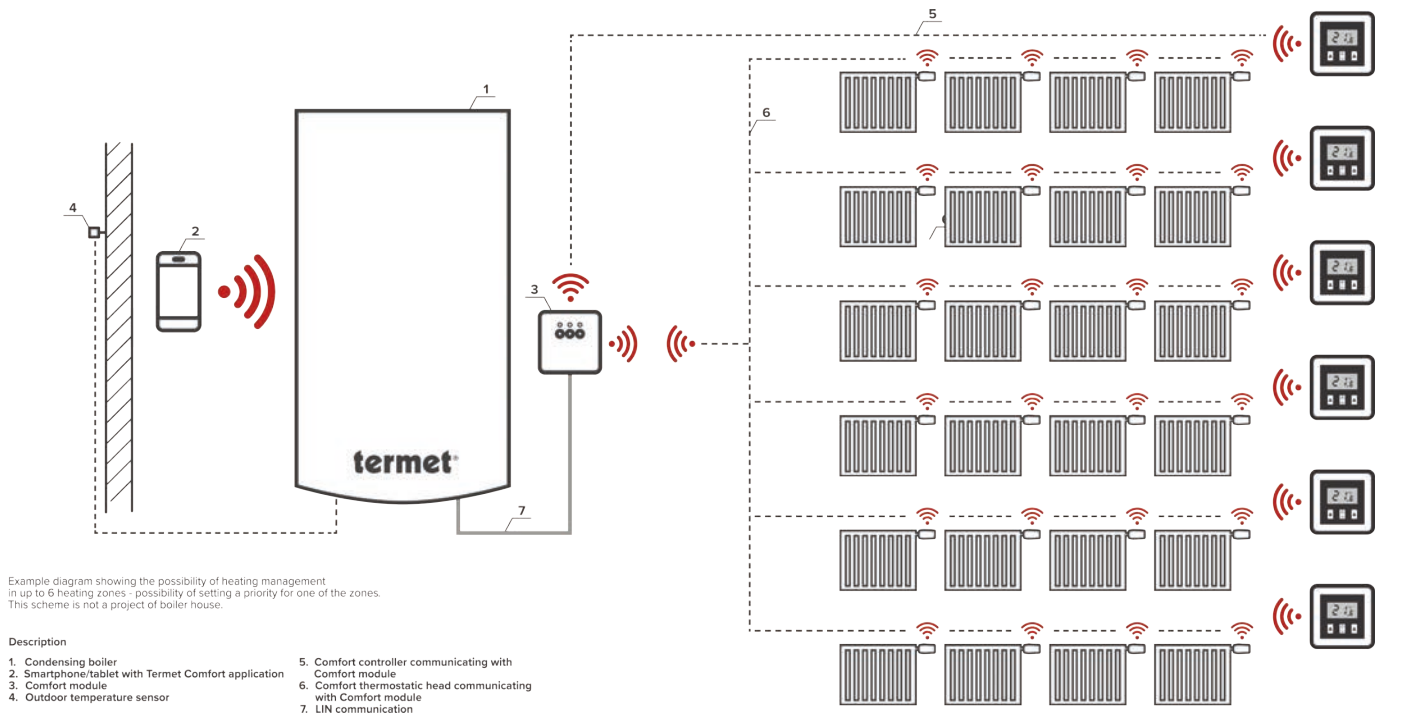 5
1
6
4
2
3
termet
7
Example diagram showing the possibility of heating management
in up to 6 heating zones - possibility of setting a priority for one of the zones.
This scheme is not a project of boiler house.
Description
1. Condensing boiler
2. Smartphone/tablet with Termet Comfort application
3. Comfort module
4. Outdoor temperature sensor
5. Comfort controller communicating with
Comfort module
6. Comfort thermostatic head communicating
with Comfort module
7. LIN communication